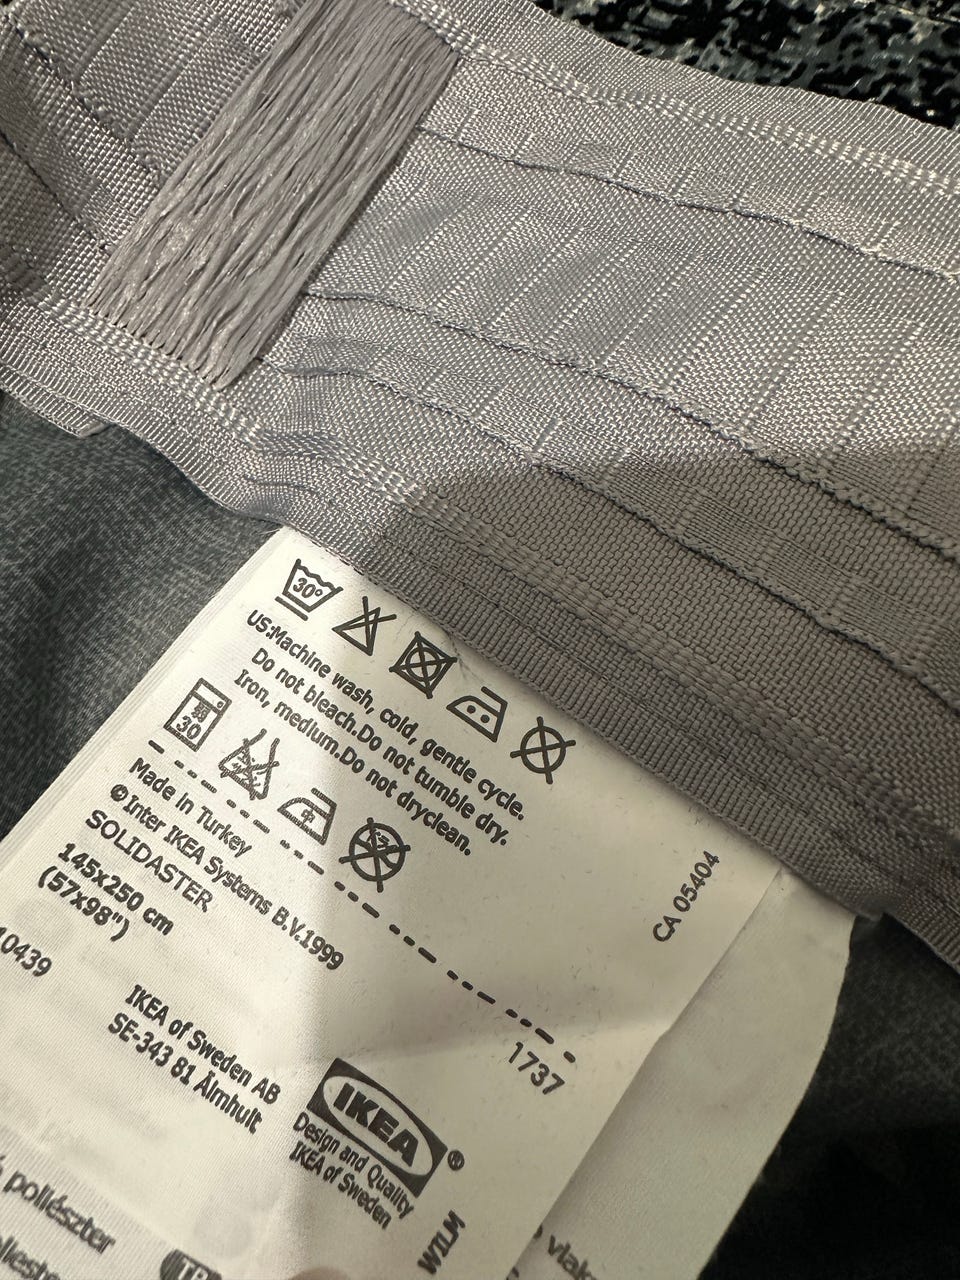 30°
US:Machine wash, cold, gentle cycle.
Do not bleach.Do not tumble dry.
Iron, medium.Do not dryclean.
30
Made in Turkey
©Inter IKEA Systems B.V.1999
SOLIDASTER
145x250 cm
(57x98")
10439
CA 05404
1737
IKEA of Sweden AB
SE-343 81 Älmhult
IKEA®
Design and Quality
IKEA of Sweden
WILM
poliészter
vlak